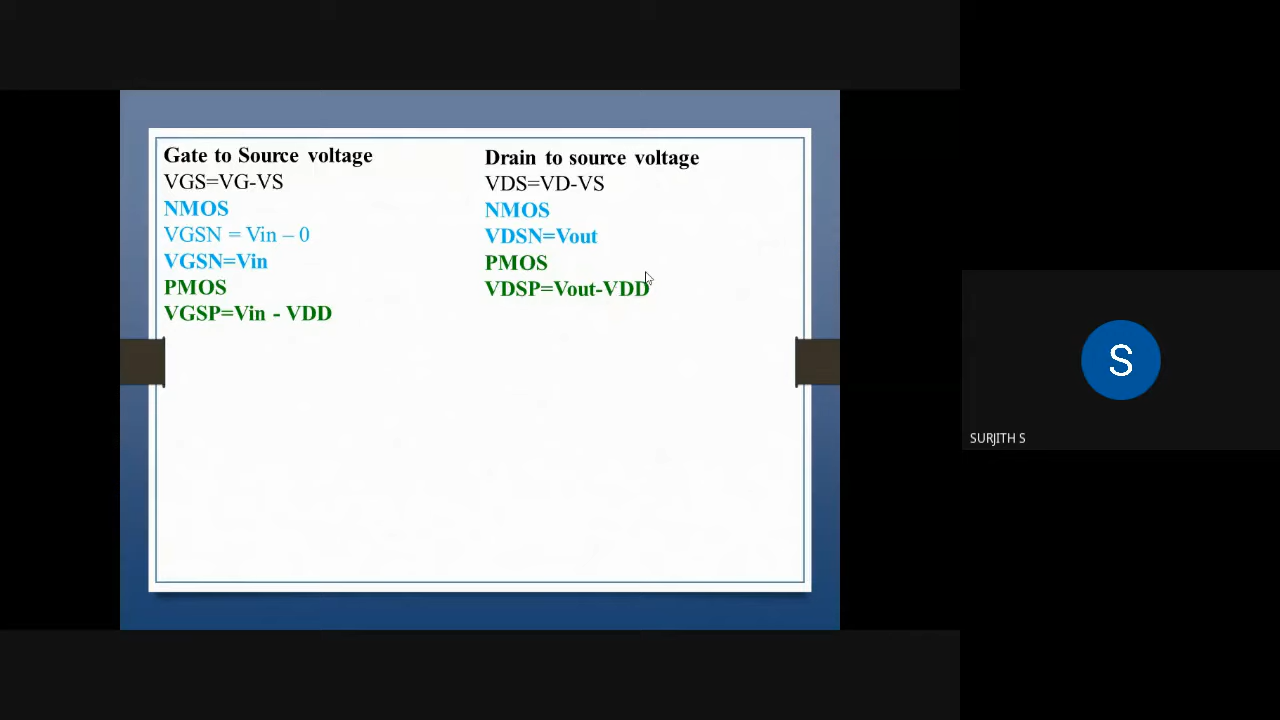 Gate to Source voltage
VGS=VG-VS
NMOS
VGSN = Vin – 0
VGSN=Vin
PMOS
VGSP=Vin - VDD
Drain to source voltage
VDS=VD-VS
NMOS
VDSN=Vout
PMOS
VDSP=Vout-VDD
S
SURJITH S